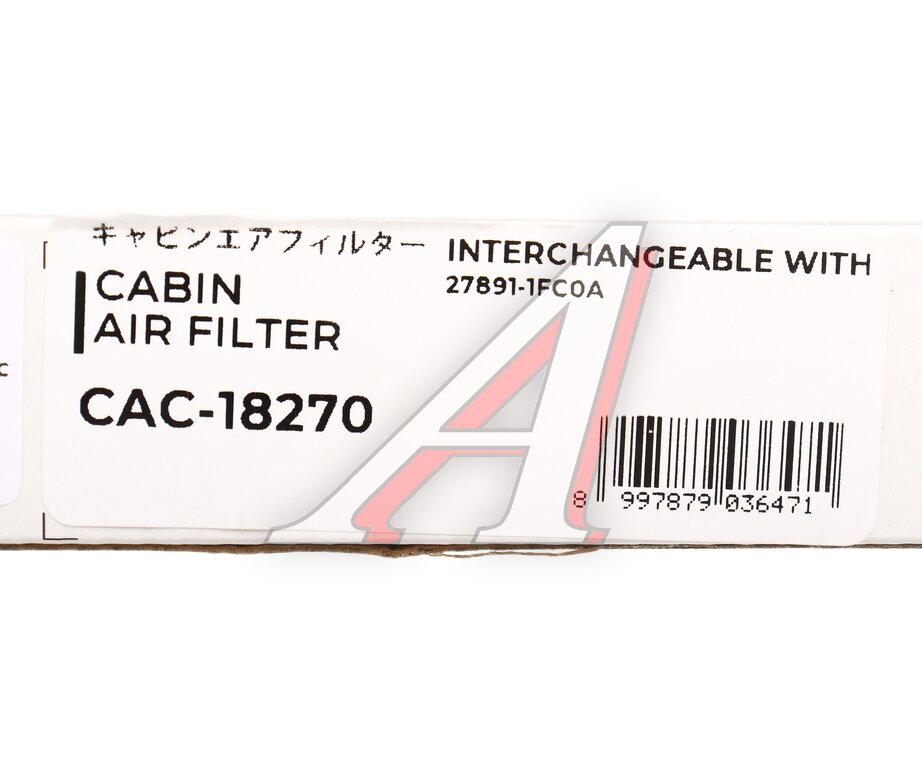 キャビンエアフィルター
CABIN
AIR FILTER
CAC-18270
INTERCHANGEABLE WITH
27891-1FC0A
8 997879 036471
c